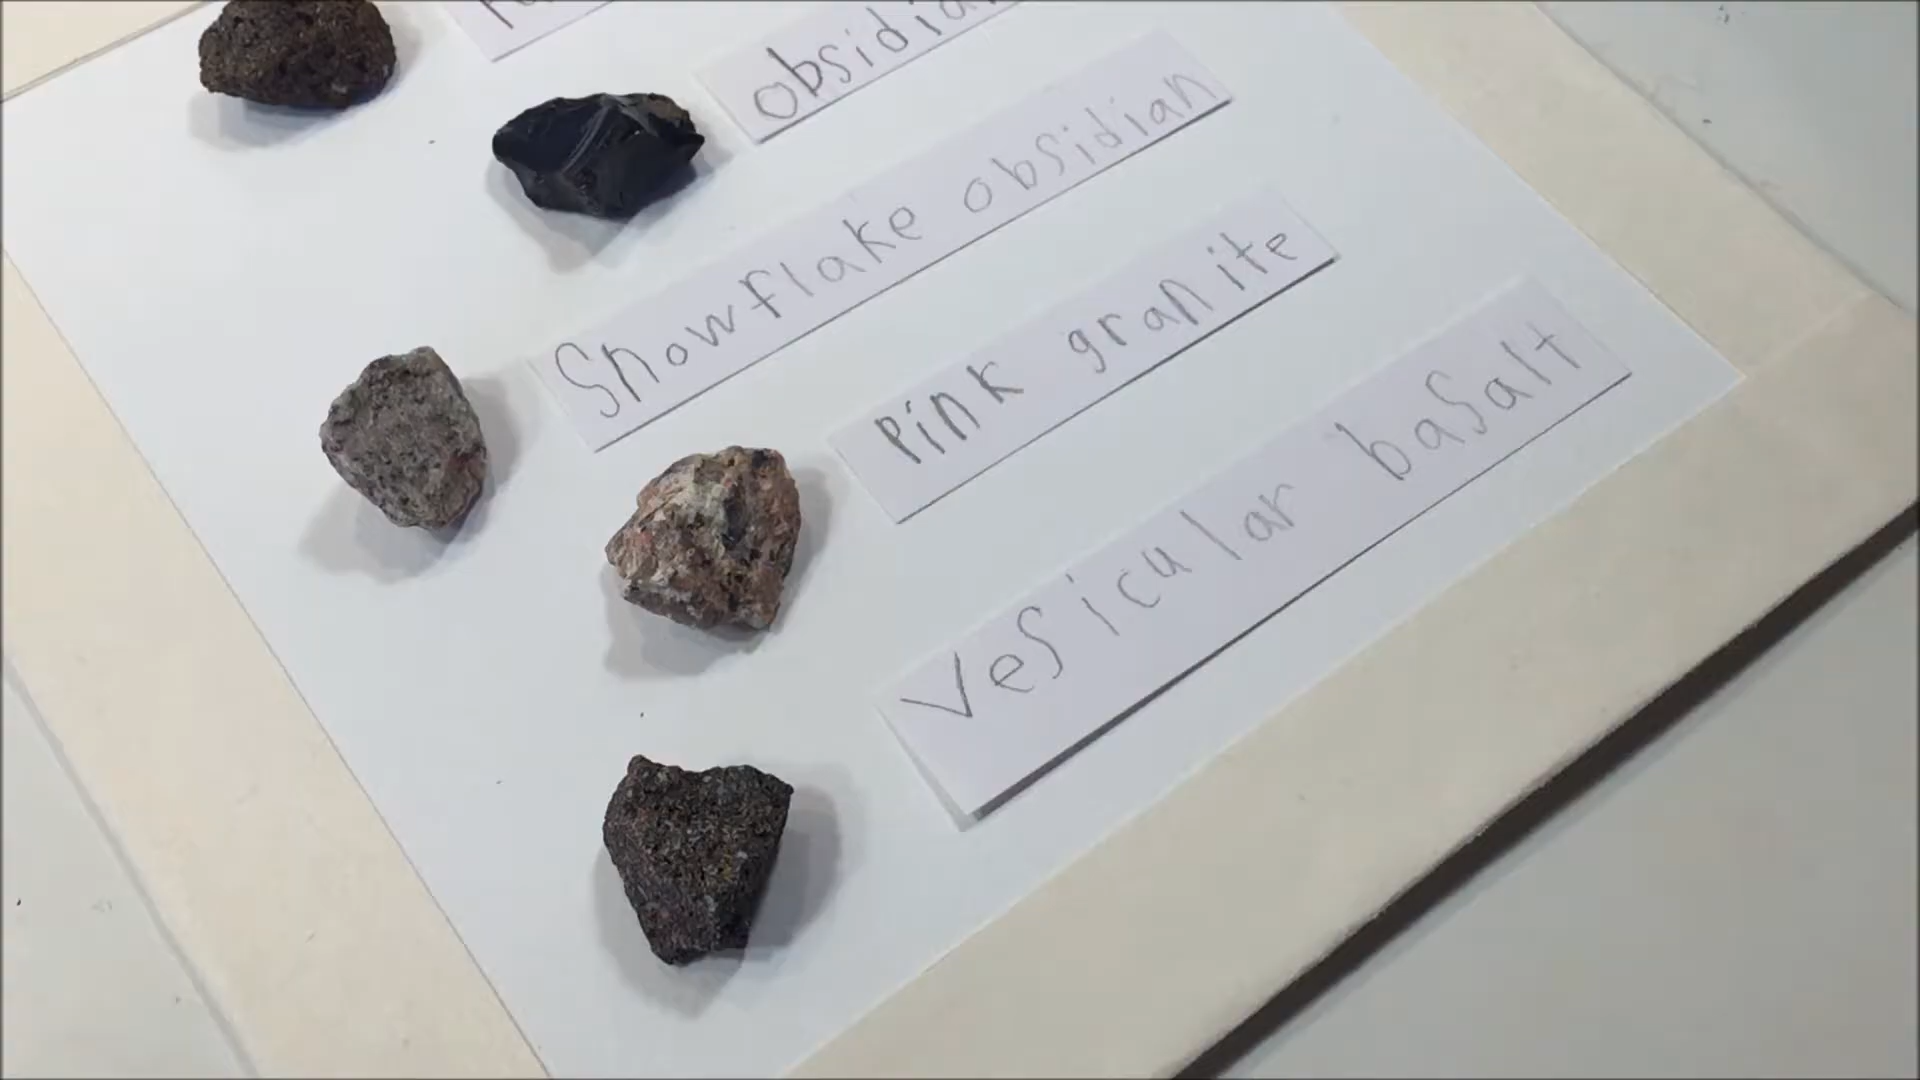 obsidian
Snowflake obsidian
Pink granite
Vesicular basalt